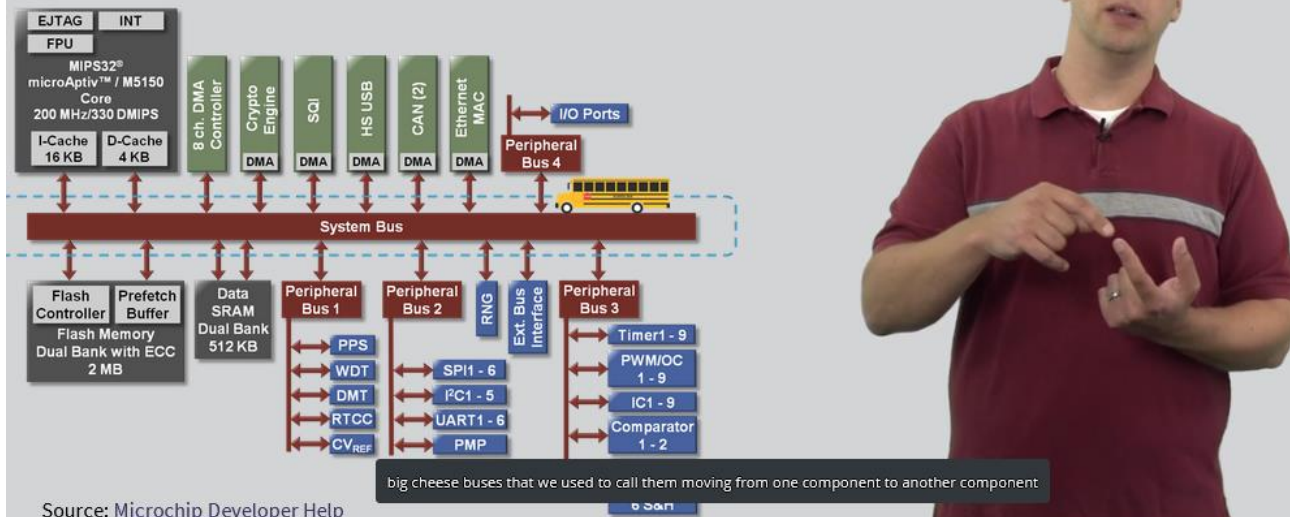 EJTAG
INT
FPU
MIPS32®
microAptiv™ / M5150
Core
200 MHz/330 DMIPS
I-Cache
16 KB
D-Cache
4 KB
8 ch. DMA
Controller
Crypto
Engine
DMA
SQI
DMA
HS USB
DMA
CAN (2)
DMA
Ethernet
MAC
DMA
I/O Ports
Peripheral
Bus 4
System Bus
Flash
Controller
Prefetch
Buffer
Flash Memory
Dual Bank with ECC
2 MB
Data
SRAM
Dual Bank
512 KB
Peripheral
Bus 1
PPS
WDT
DMT
RTCC
CVREF
Peripheral
Bus 2
SPI1 - 6
I²C1 - 5
UART1 - 6
PMP
RNG
Ext. Bus
Interface
Peripheral
Bus 3
Timer1 - 9
PWM/OC
1 - 9
IC1 - 9
Comparator
1 - 2
big cheese buses that we used to call them moving from one component to another component
6 S&H
Source: Microchip Developer Help